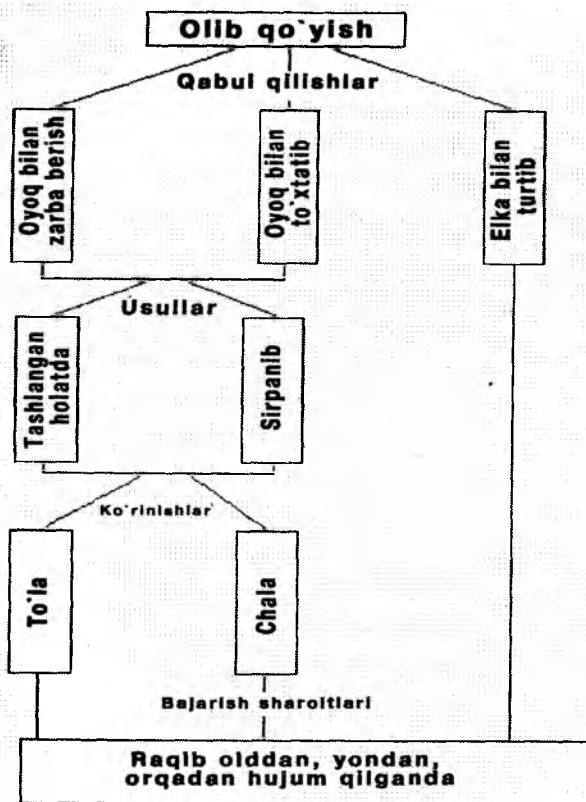 Olib qo`yish
Qabul qilishlar
Oyoq bilan
zarba berish
Oyoq bilan
to`xtatib
Elka bilan
turtib
Usullar
Tashlangan
holatda
Sirpanib
Ko`rinishlar
To`la
Chala
Bajarish sharoitlari
Raqib olddan, yondan,
orqadan hujum qilganda